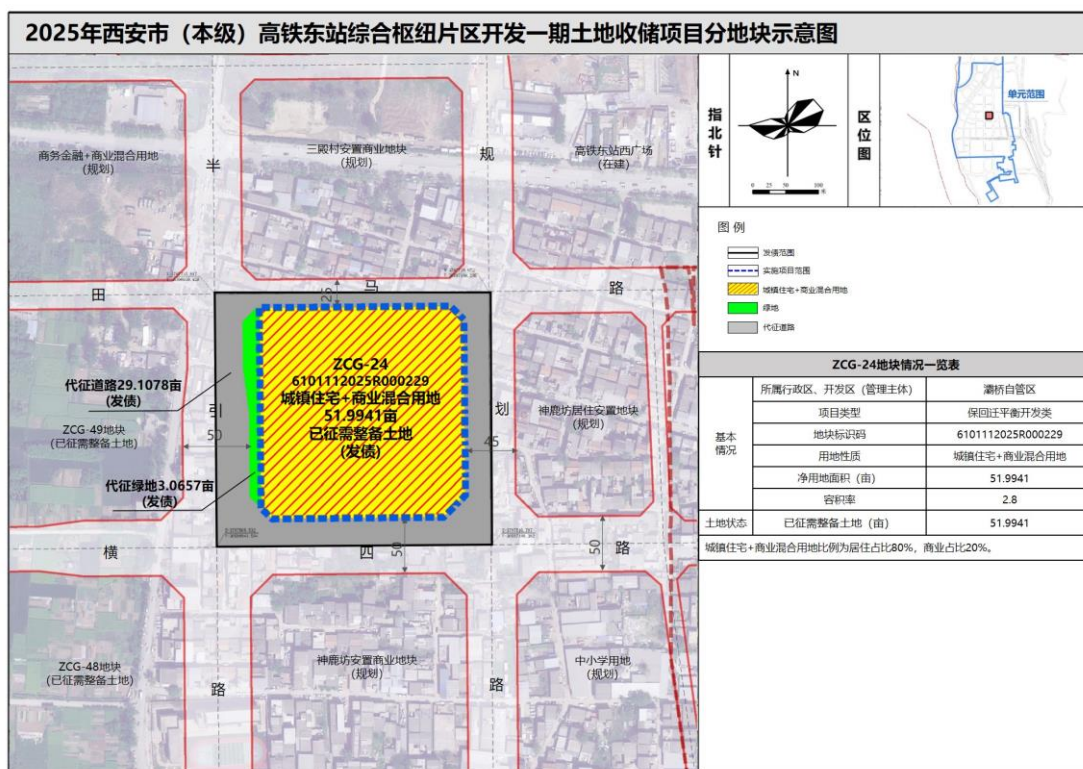 2025年西安市（本级）高铁东站综合枢纽片区开发一期土地收储项目分地块示意图
商务金融+商业混合用地
(规划)
三殿村安置商业地块
(规划)
高铁东站西广场
(在建)
半
规
田
马
路
25
ZCG-24
6101112025R000229
城镇住宅+商业混合用地
51.9941亩
已征需整备土地
(发债)
代征道路29.1078亩
(发债)
引
划
50
45
ZCG-49地块
(已征需整备土地)
神鹿坊居住安置地块
(规划)
代征绿地3.0657亩
(发债)
横
四
路
50
50
ZCG-48地块
(已征需整备土地)
神鹿坊安置商业地块
(规划)
中小学用地
(规划)
路
路
指北针
N
0 25 50 100
米
区位图
单元范围
图 例
发债范围
实施项目范围
城镇住宅+商业混合用地
绿地
代征道路
ZCG-24地块情况一览表
基本情况
所属行政区、开发区（管理主体） 灞桥自管区
项目类型 保回迁平衡开发类
地块标识码 6101112025R000229
用地性质 城镇住宅+商业混合用地
净用地面积（亩） 51.9941
容积率 2.8
土地状态 已征需整备土地（亩） 51.9941
城镇住宅+商业混合用地比例为居住占比80%，商业占比20%。